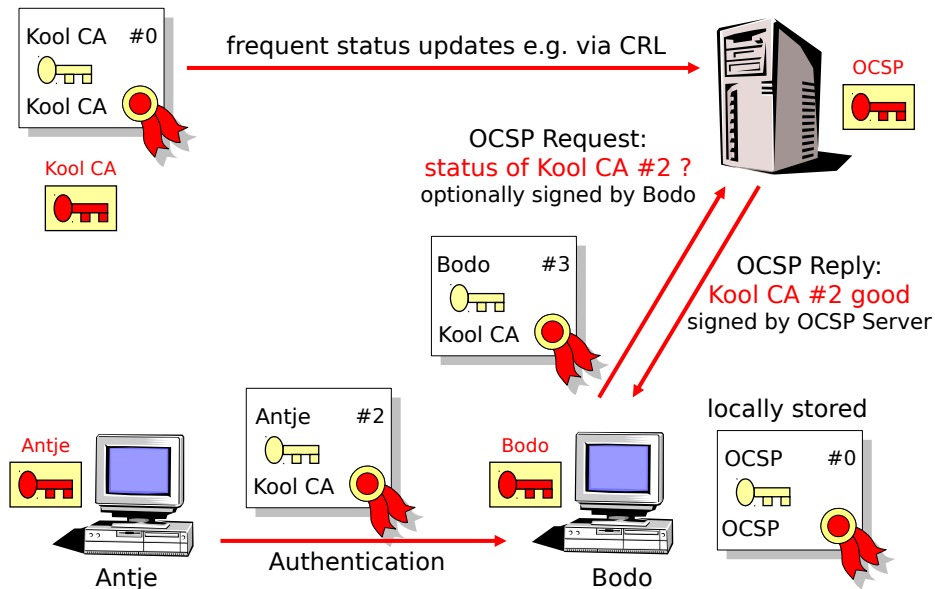 Kool CA #0
Kool CA
Kool CA
frequent status updates e.g. via CRL
OCSP
OCSP Request:
status of Kool CA #2 ?
optionally signed by Bodo
Bodo #3
Kool CA
OCSP Reply:
Kool CA #2 good
signed by OCSP Server
Antje
Antje #2
Kool CA
Authentication
Antje
Bodo
Bodo
locally stored
OCSP #0
OCSP